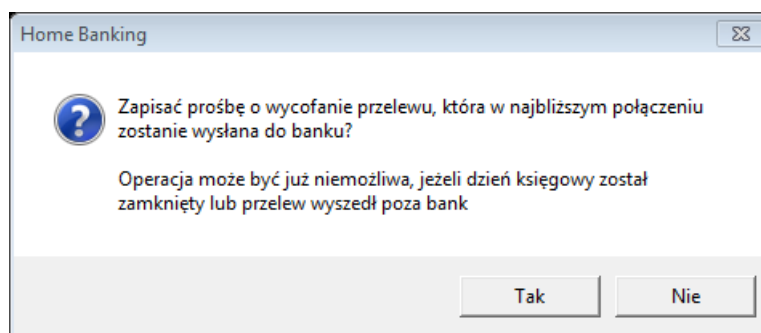 Home Banking
Zapisać prośbę o wycofanie przelewu, która w najbliższym połączeniu
zostanie wysłana do banku?
Operacja może być już niemożliwa, jeżeli dzień księgowy został
zamknięty lub przelew wyszedł poza bank
Tak
Nie